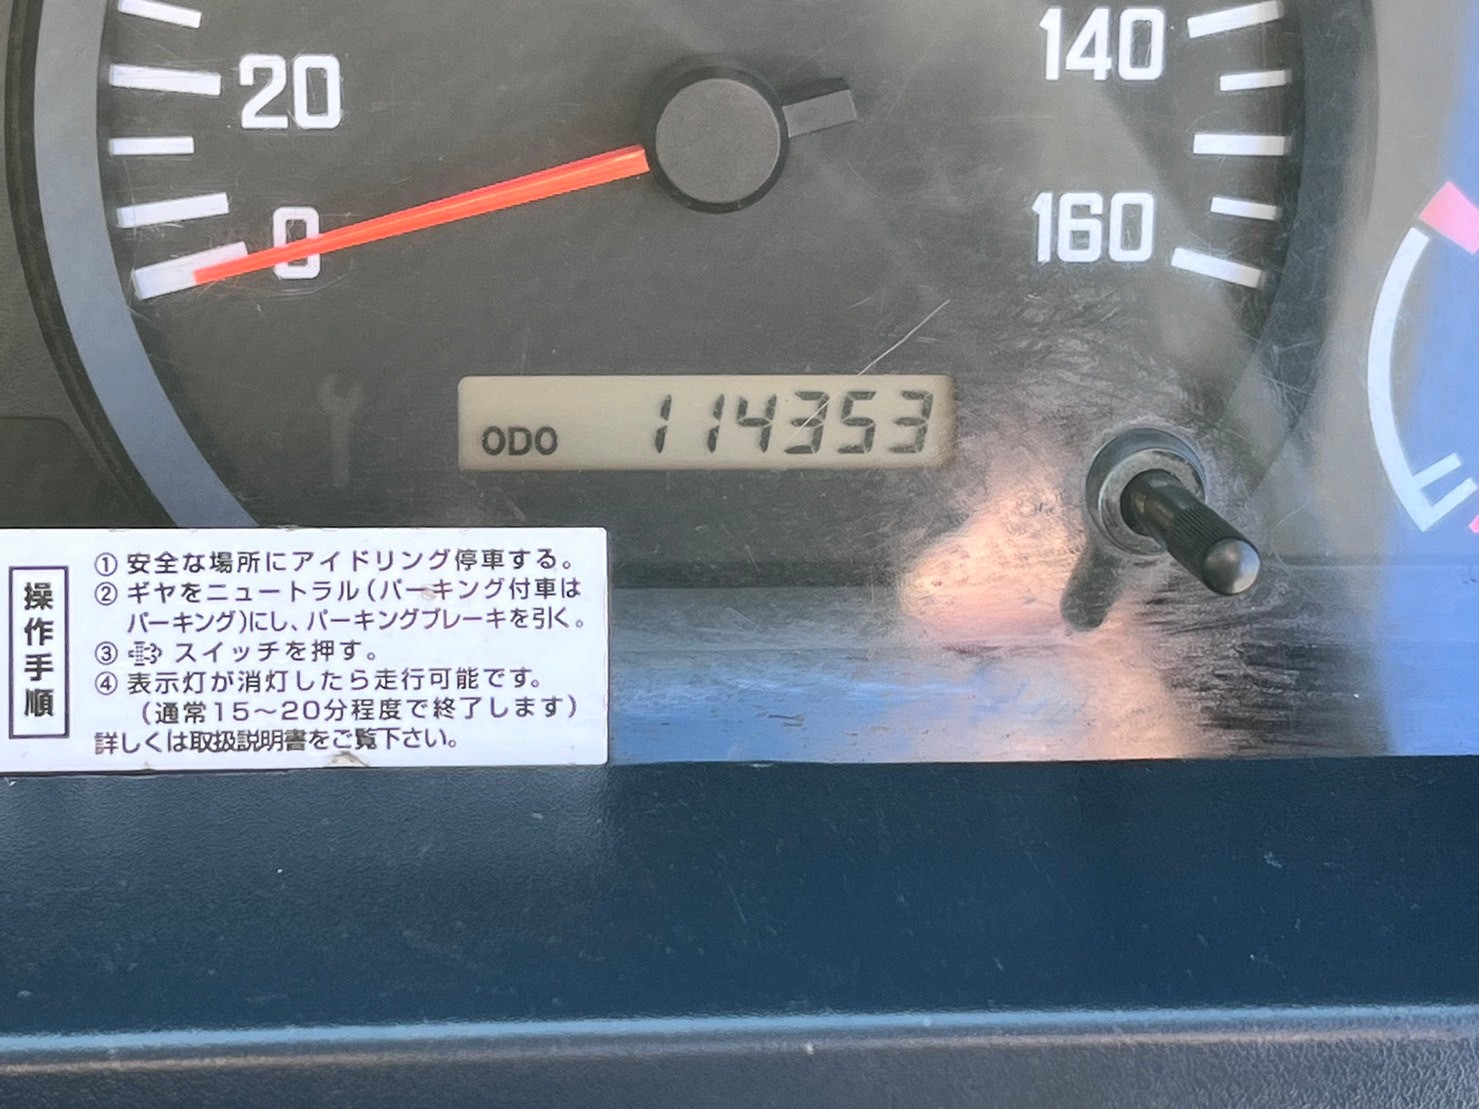 20
0
140
160
ODO 114353
操作手順
① 安全な場所にアイドリング停車する。
② ギヤをニュートラル(パーキング付車は
パーキング)にし、パーキングブレーキを引く。
③ スイッチを押す。
④ 表示灯が消灯したら走行可能です。
(通常15～20分程度で終了します)
詳しくは取扱説明書をご覧下さい。